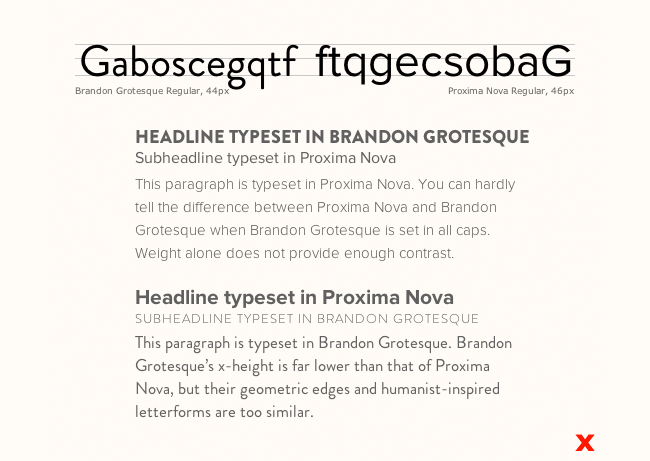 Gaboscegqtf ftqgecsobaG
Brandon Grotesque Regular, 44px Proxima Nova Regular, 46px
HEADLINE TYPESET IN BRANDON GROTESQUE
Subheadline typeset in Proxima Nova
This paragraph is typeset in Proxima Nova. You can hardly
tell the difference between Proxima Nova and Brandon
Grotesque when Brandon Grotesque is set in all caps.
Weight alone does not provide enough contrast.
Headline typeset in Proxima Nova
SUBHEADLINE TYPESET IN BRANDON GROTESQUE
This paragraph is typeset in Brandon Grotesque. Brandon
Grotesque’s x-height is far lower than that of Proxima
Nova, but their geometric edges and humanist-inspired
letterforms are too similar.
x